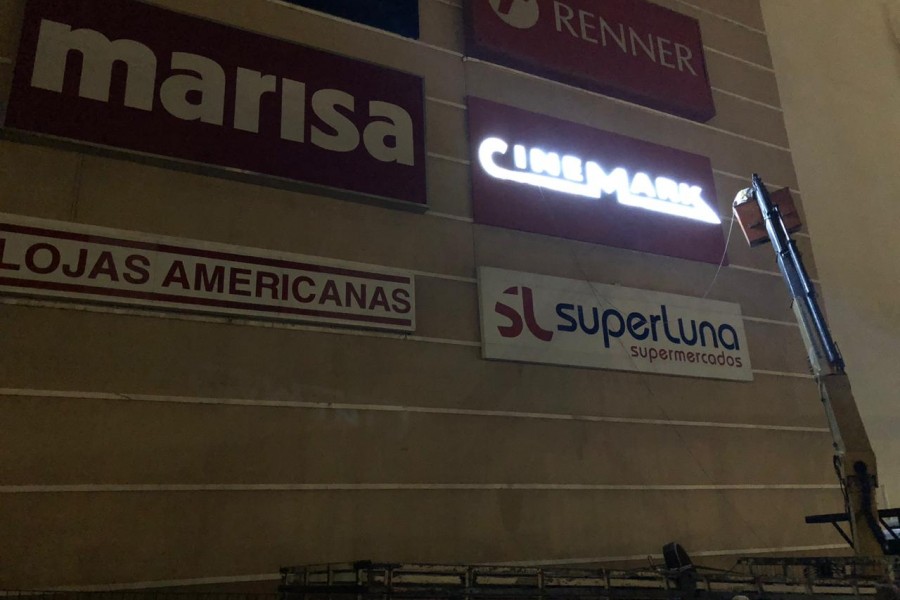 marisa
RENNER
CINEMARK
LOJAS AMERICANAS
SL superLuna
supermercados